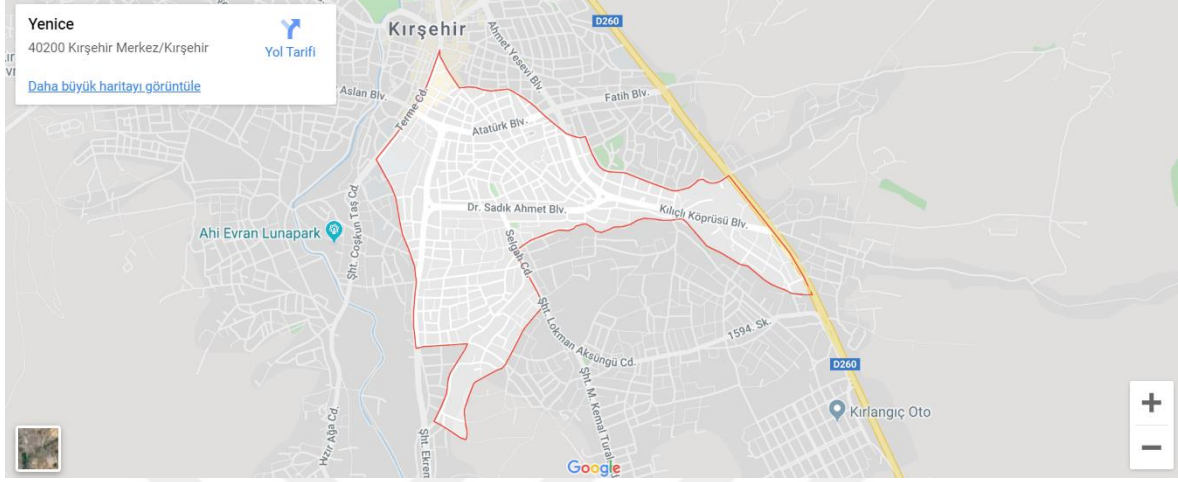 Yenice
40200 Kırşehir Merkez/Kırşehir
Yol Tarifi
Daha büyük haritayı görüntüle
Kırşehir
D260
Ahmet Yesevi Blv.
Aslan Blv.
Terme Cd.
Fatih Blv.
Atatürk Blv.
Dr. Sadık Ahmet Blv.
Kılıçlı Köprüsü Blv.
Ahi Evran Lunapark
Şht. Coşkun Taş Cd.
Selgah Cd.
Şht. Lokman Aksüngü Cd.
1594. Sk.
D260
Kırlangıç Oto
Hızır Ağa Cd.
Şht. Ekrem
Şht. M. Kemal Tural
Google